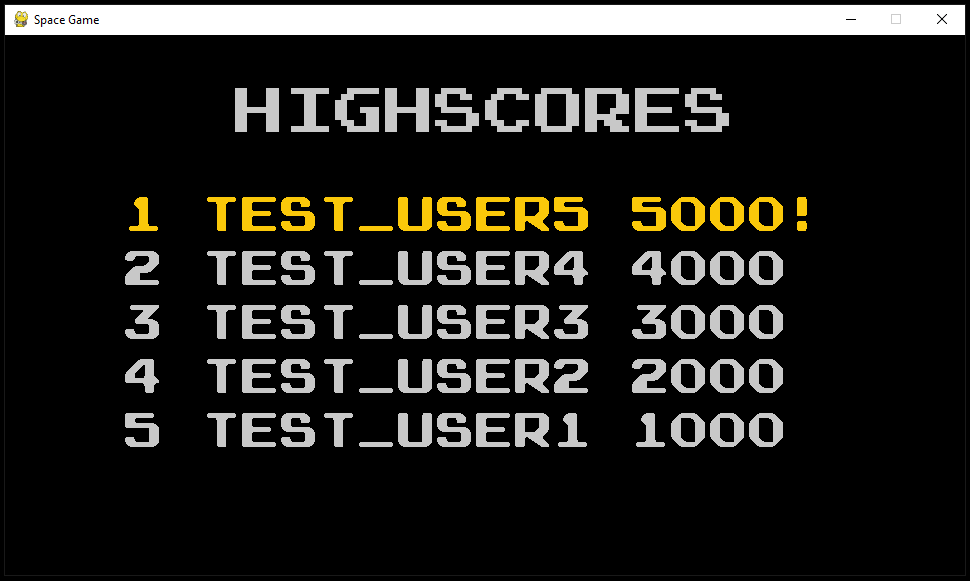 Space Game
HIGHSCORES
1 TEST_USER5 5000!
2 TEST_USER4 4000
3 TEST_USER3 3000
4 TEST_USER2 2000
5 TEST_USER1 1000